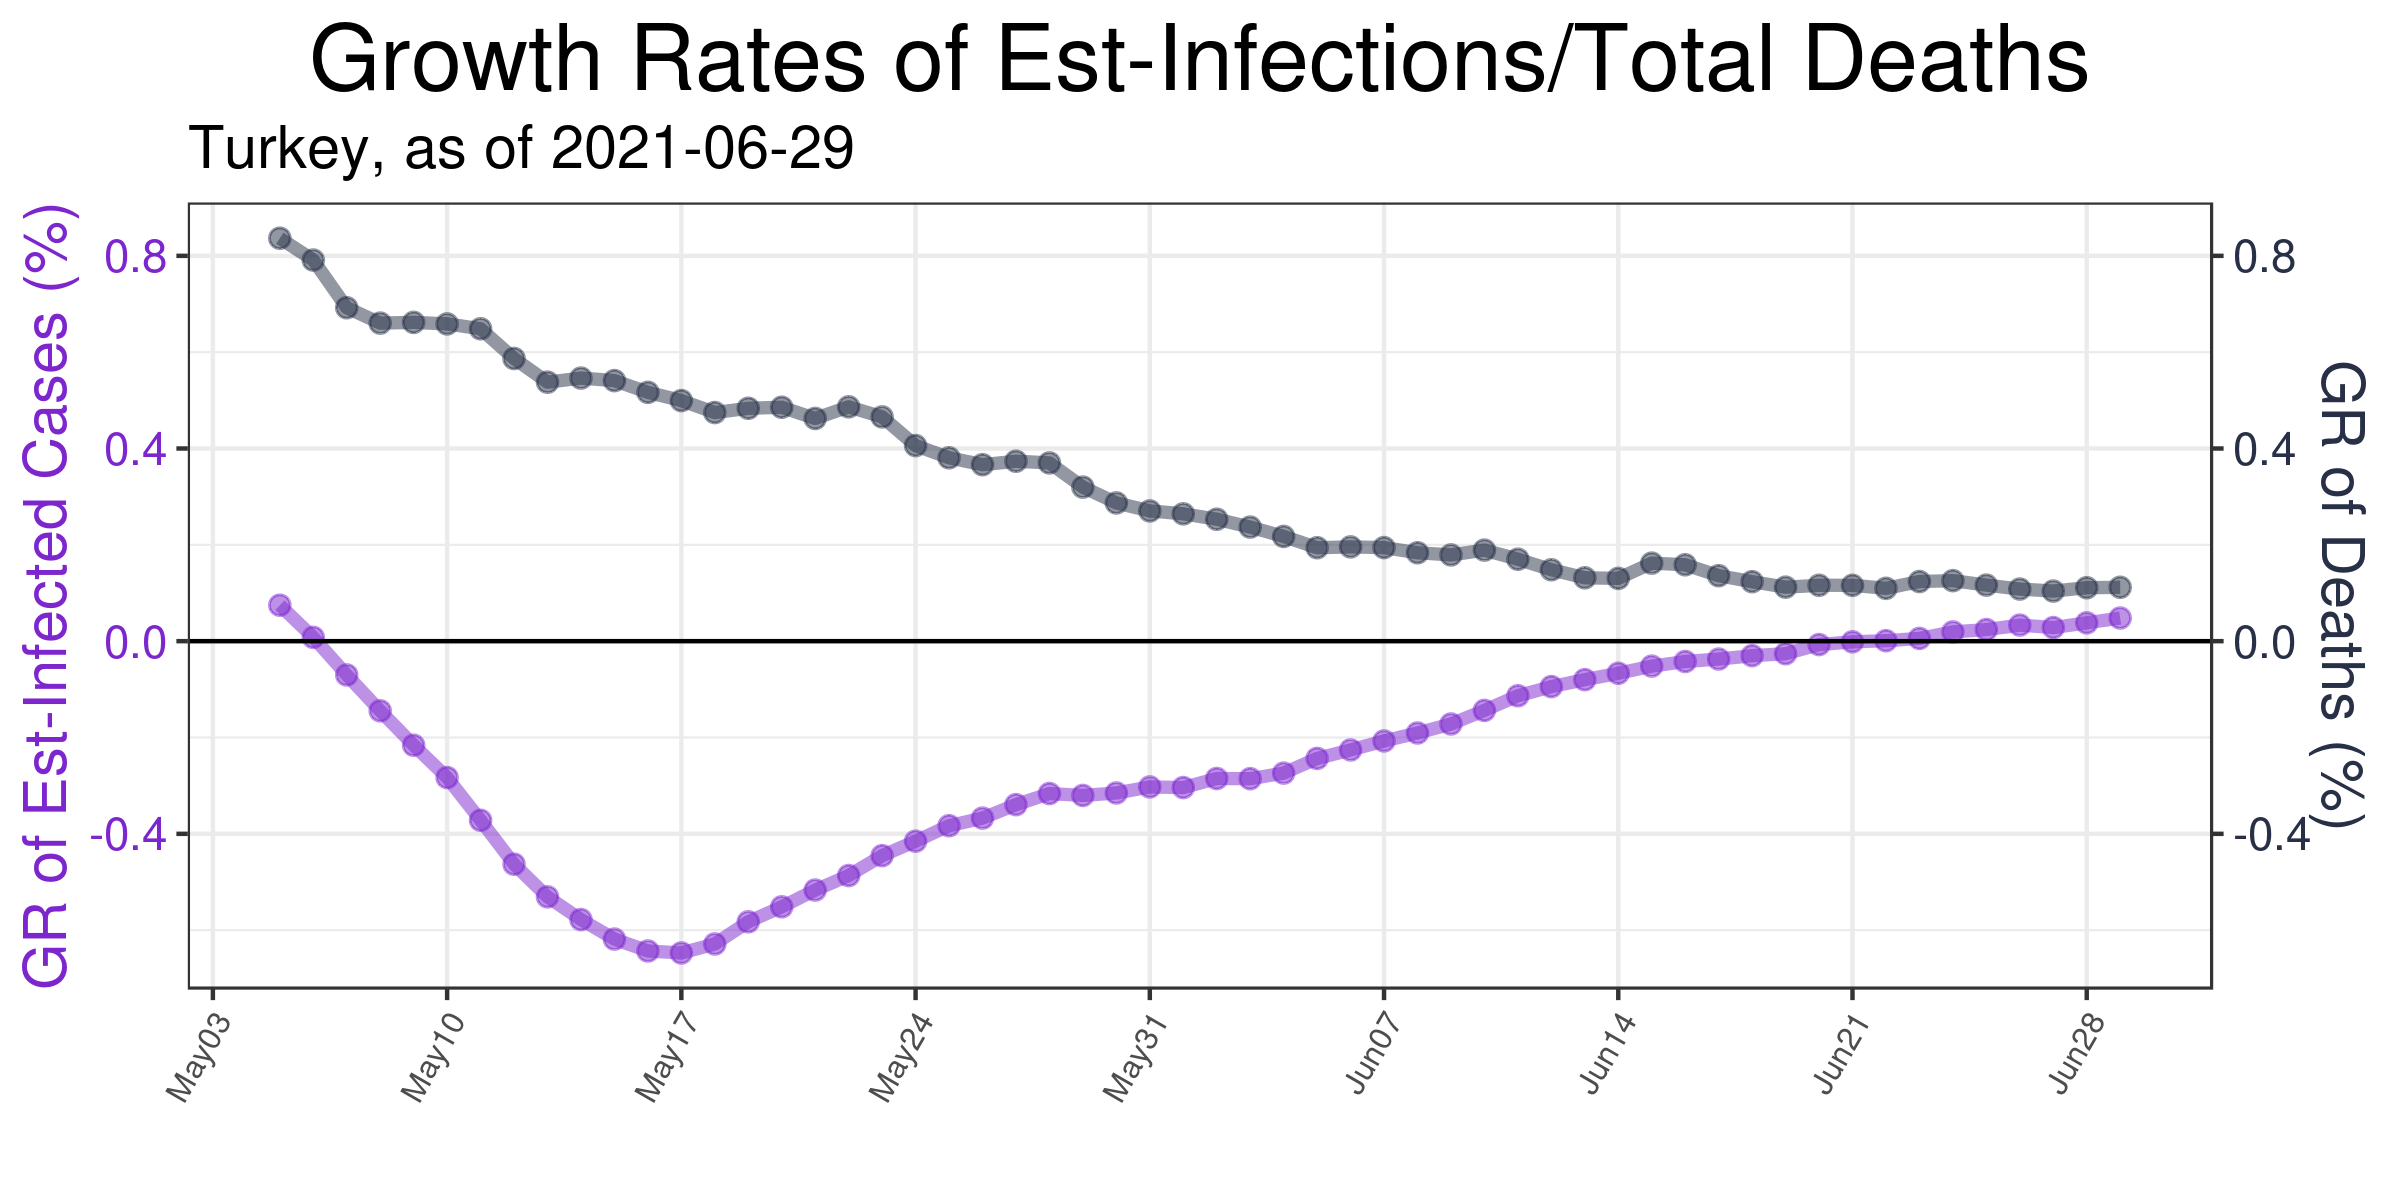 Growth Rates of Est-Infections/Total Deaths
Turkey, as of 2021-06-29
GR of Est-Infected Cases (%)
0.8
0.4
0.0
-0.4
0.8
0.4
0.0
-0.4
GR of Deaths (%)
May03
May10
May17
May24
May31
Jun07
Jun14
Jun21
Jun28